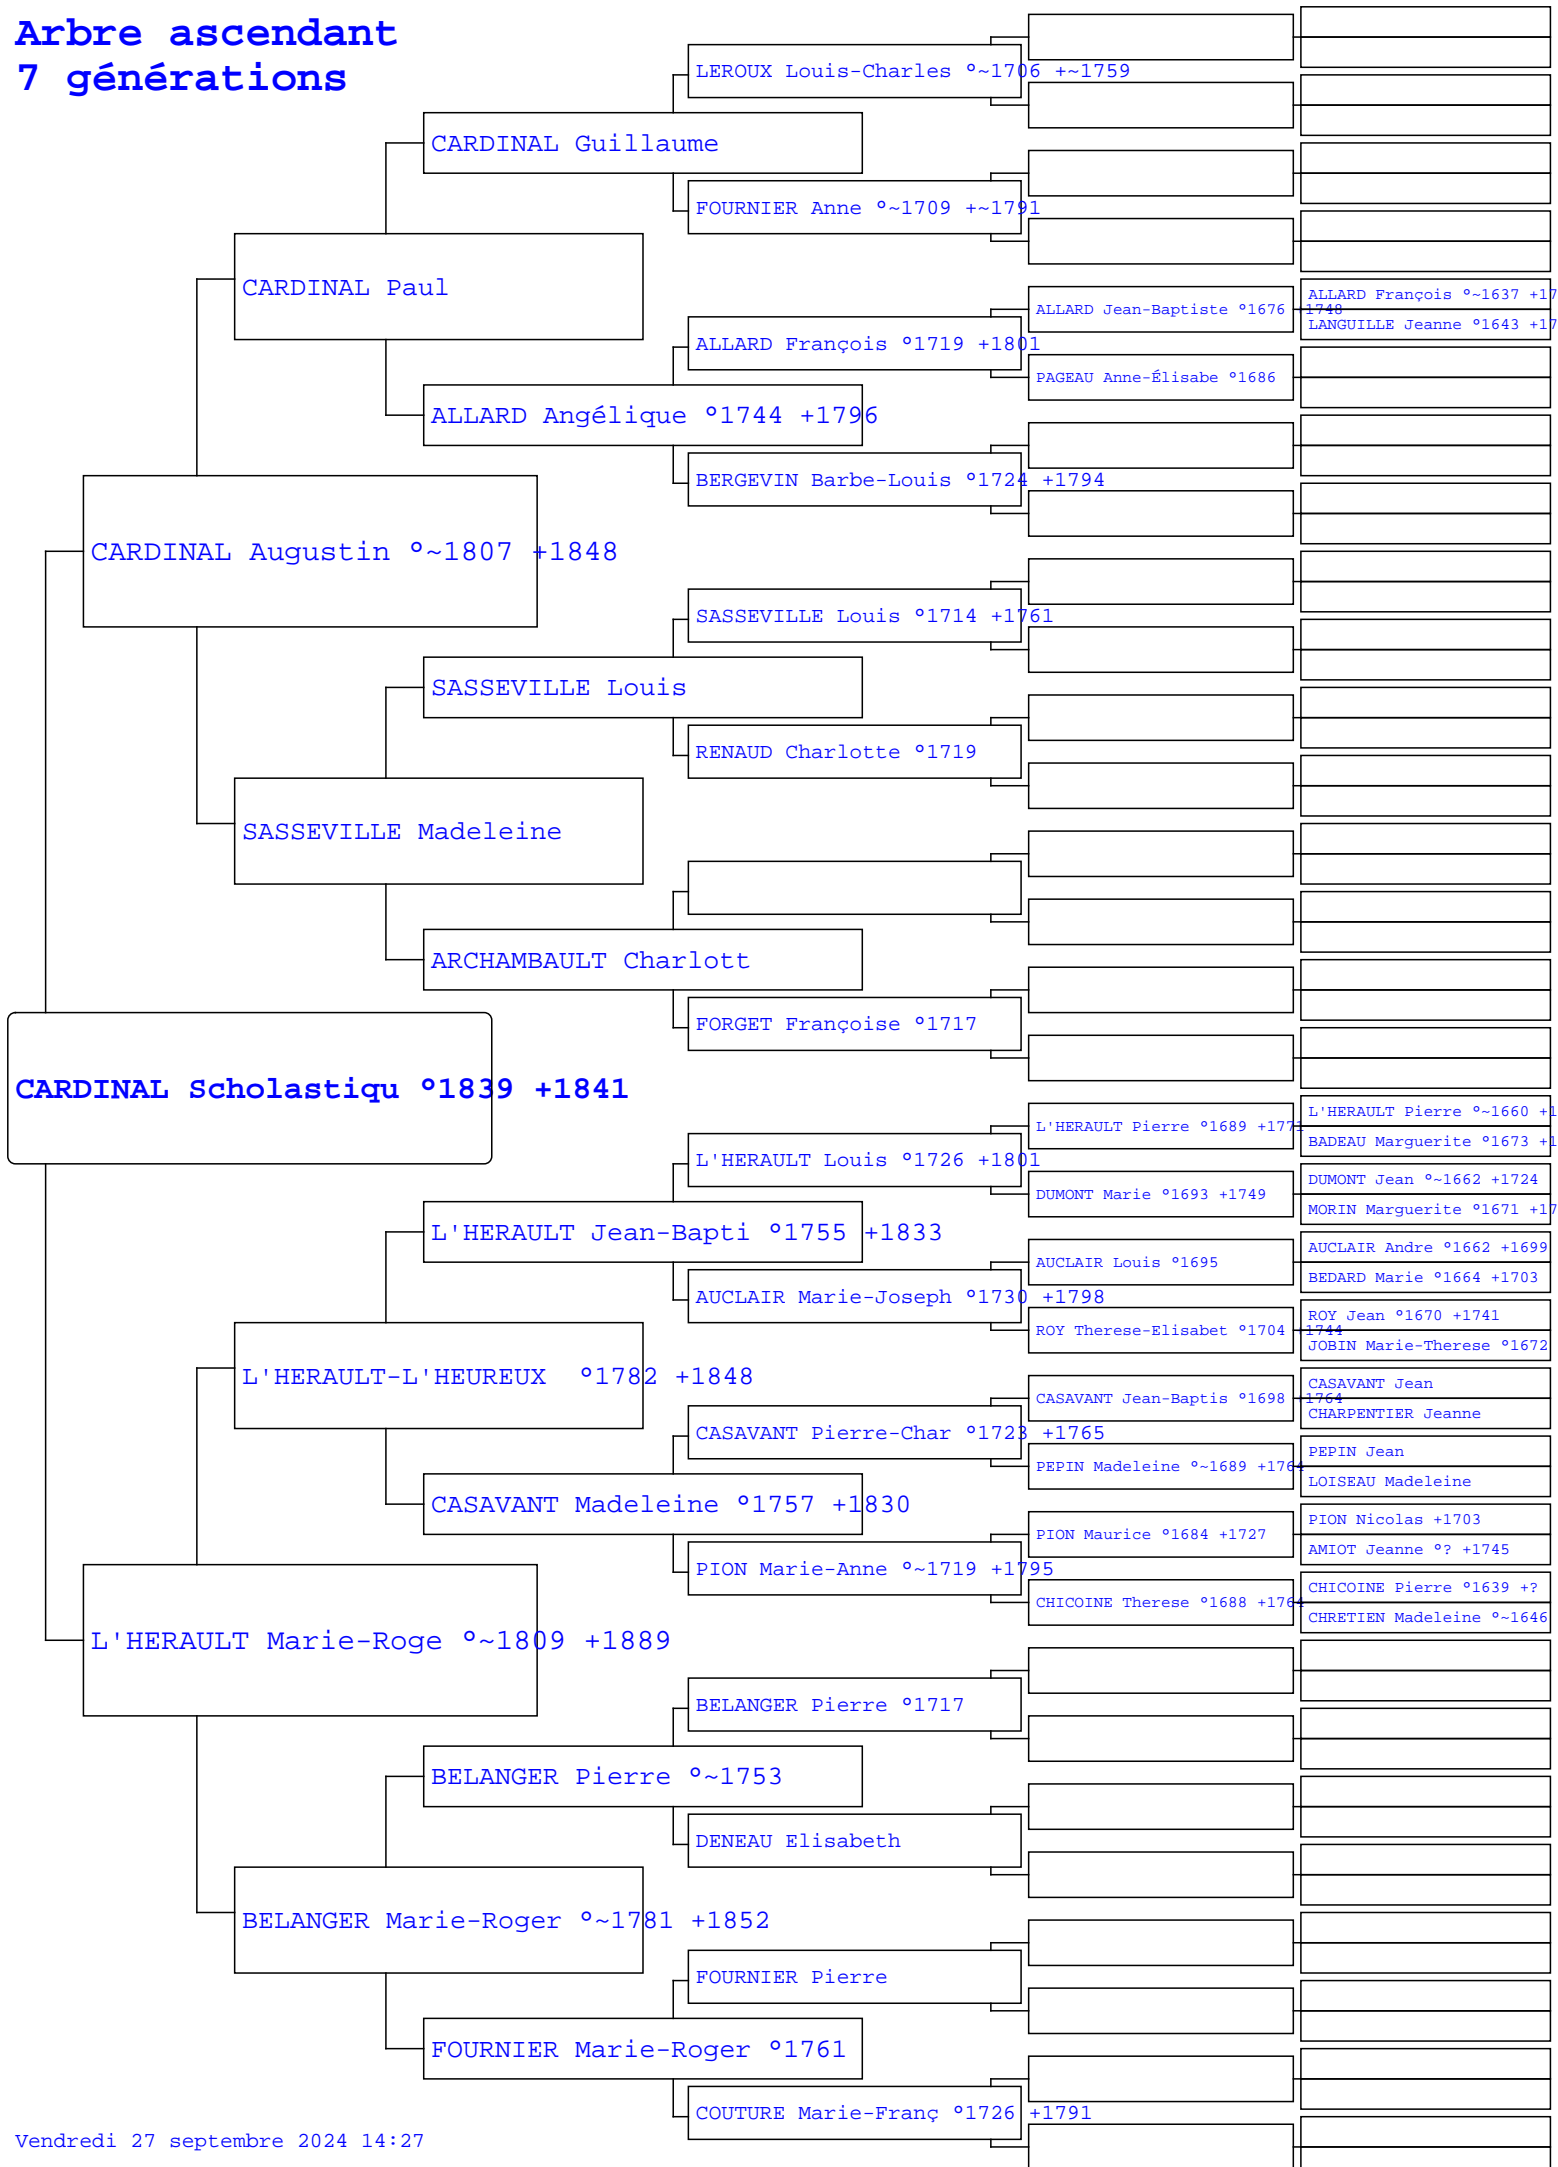 Arbre ascendant
7 générations
LEROUX Louis-Charles °~1706 +~1759
CARDINAL Guillaume
FOURNIER Anne °~1709 +~1791
CARDINAL Paul
ALLARD François °~1637 +17
ALLARD Jean-Baptiste °1676 +1748
LANGUILLE Jeanne °1643 +17
ALLARD François °1719 +1801
PAGEAU Anne-Élisabe °1686
ALLARD Angélique °1744 +1796
BERGEVIN Barbe-Louis °1724 +1794
CARDINAL Augustin °~1807 +1848
SASSEVILLE Louis °1714 +1761
SASSEVILLE Louis
RENAUD Charlotte °1719
SASSEVILLE Madeleine
ARCHAMBAULT Charlott
FORGET Françoise °1717
CARDINAL Scholastiqu °1839 +1841
L'HERAULT Pierre °~1660 +1
L'HERAULT Pierre °1689 +1771
BADEAU Marguerite °1673 +1
L'HERAULT Louis °1726 +1801
DUMONT Jean °~1662 +1724
DUMONT Marie °1693 +1749
MORIN Marguerite °1671 +17
L'HERAULT Jean-Bapti °1755 +1833
AUCLAIR Andre °1662 +1699
AUCLAIR Louis °1695
BEDARD Marie °1664 +1703
AUCLAIR Marie-Joseph °1730 +1798
ROY Jean °1670 +1741
ROY Therese-Elisabet °1704 +1744
JOBIN Marie-Therese °1672
L'HERAULT-L'HEUREUX  °1782 +1848
CASAVANT Jean
CASAVANT Jean-Baptis °1698 +1764
CHARPENTIER Jeanne
CASAVANT Pierre-Char °1723 +1765
PEPIN Jean
PEPIN Madeleine °~1689 +1764
LOISEAU Madeleine
CASAVANT Madeleine °1757 +1830
PION Nicolas +1703
PION Maurice °1684 +1727
AMIOT Jeanne °? +1745
PION Marie-Anne °~1719 +1795
CHICOINE Pierre °1639 +?
CHICOINE Therese °1688 +1764
CHRETIEN Madeleine °~1646
L'HERAULT Marie-Roge °~1809 +1889
BELANGER Pierre °1717
BELANGER Pierre °~1753
DENEAU Elisabeth
BELANGER Marie-Roger °~1781 +1852
FOURNIER Pierre
FOURNIER Marie-Roger °1761
COUTURE Marie-Franç °1726 +1791
Vendredi 27 septembre 2024 14:27